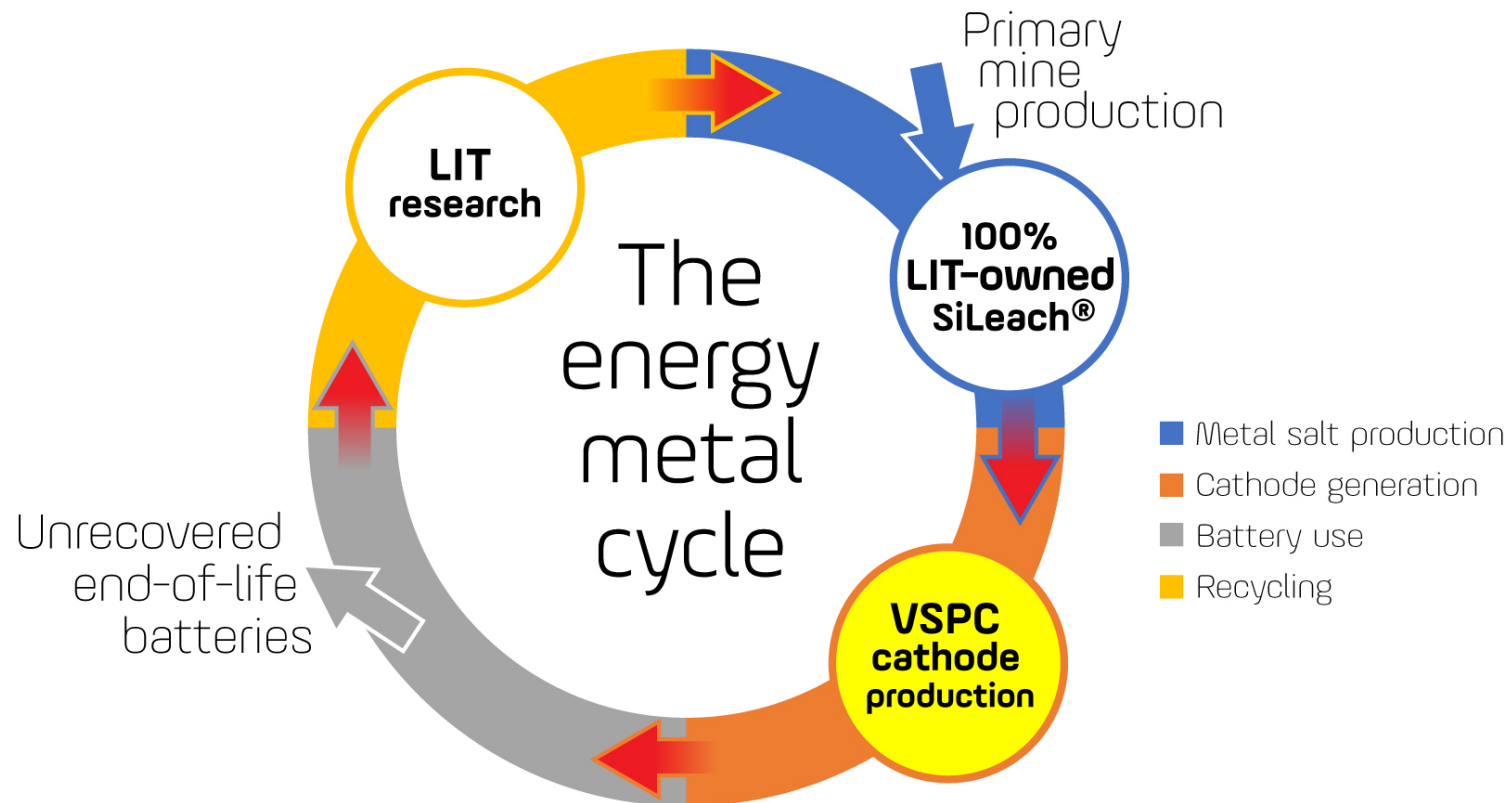 Primary
mine
production
LIT
research
100%
LIT-owned
SiLeach®
The
energy
metal
cycle
Metal salt production
Cathode generation
Battery use
Recycling
Unrecovered
end-of-life
batteries
VSPC
cathode
production